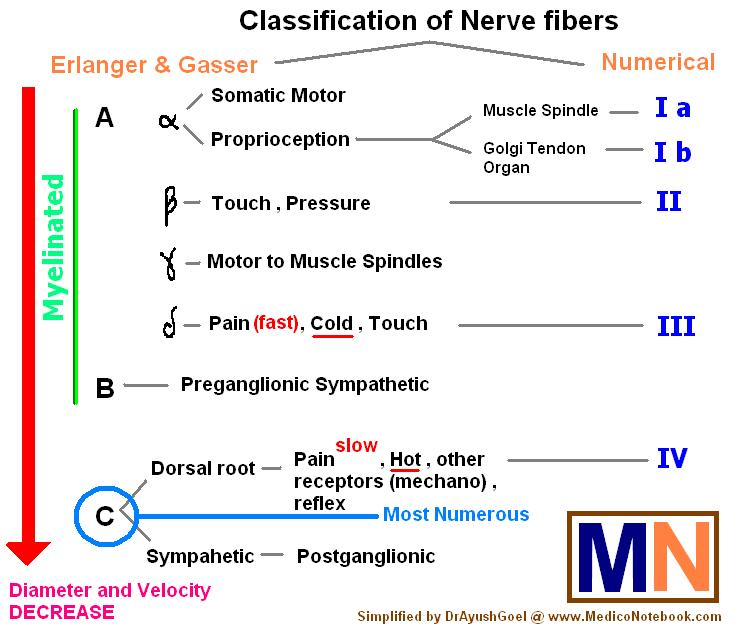 Classification of Nerve fibers
Erlanger & Gasser
Numerical
A
α
Somatic Motor
Proprioception
Muscle Spindle
I a
Golgi Tendon
Organ
I b
β
Touch , Pressure
II
γ
Motor to Muscle Spindles
δ
Pain (fast), Cold , Touch
III
Myelinated
B
Preganglionic Sympathetic
C
Dorsal root
Pain slow , Hot , other
receptors (mechano) ,
reflex
IV
Most Numerous
Sympahetic
Postganglionic
Diameter and Velocity
DECREASE
MN
Simplified by DrAyushGoel @ www.MedicoNotebook.com